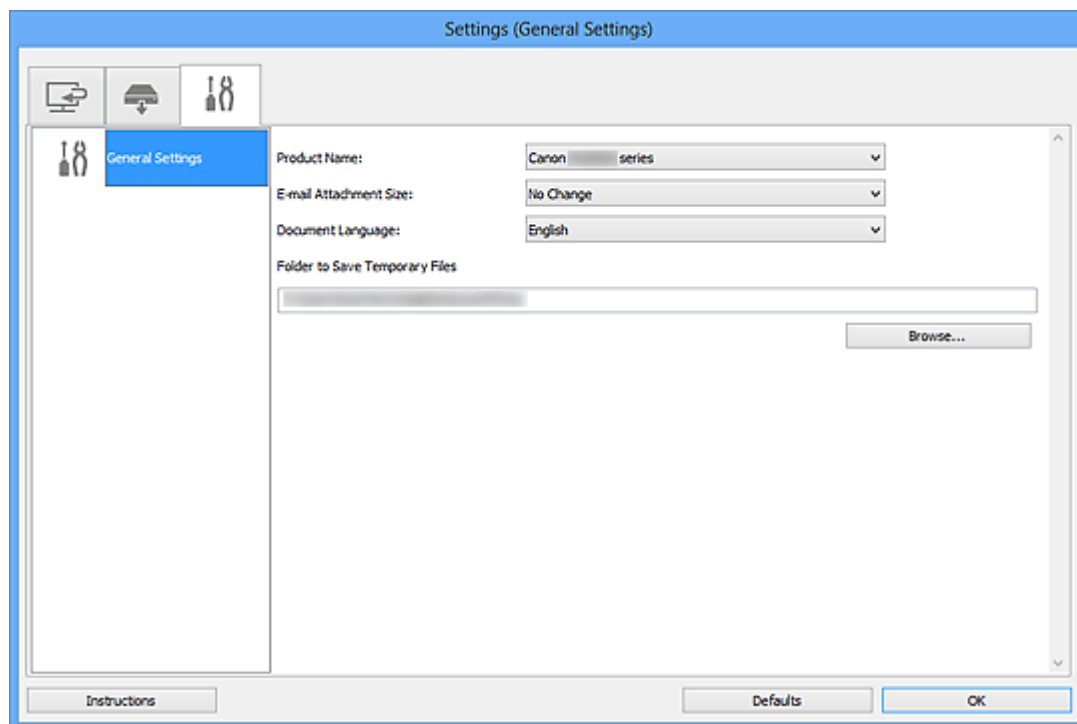 Settings (General Settings)
General Settings
Product Name:
Canon series
E-mail Attachment Size:
No Change
Document Language:
English
Folder to Save Temporary Files
Browse...
Instructions
Defaults
OK